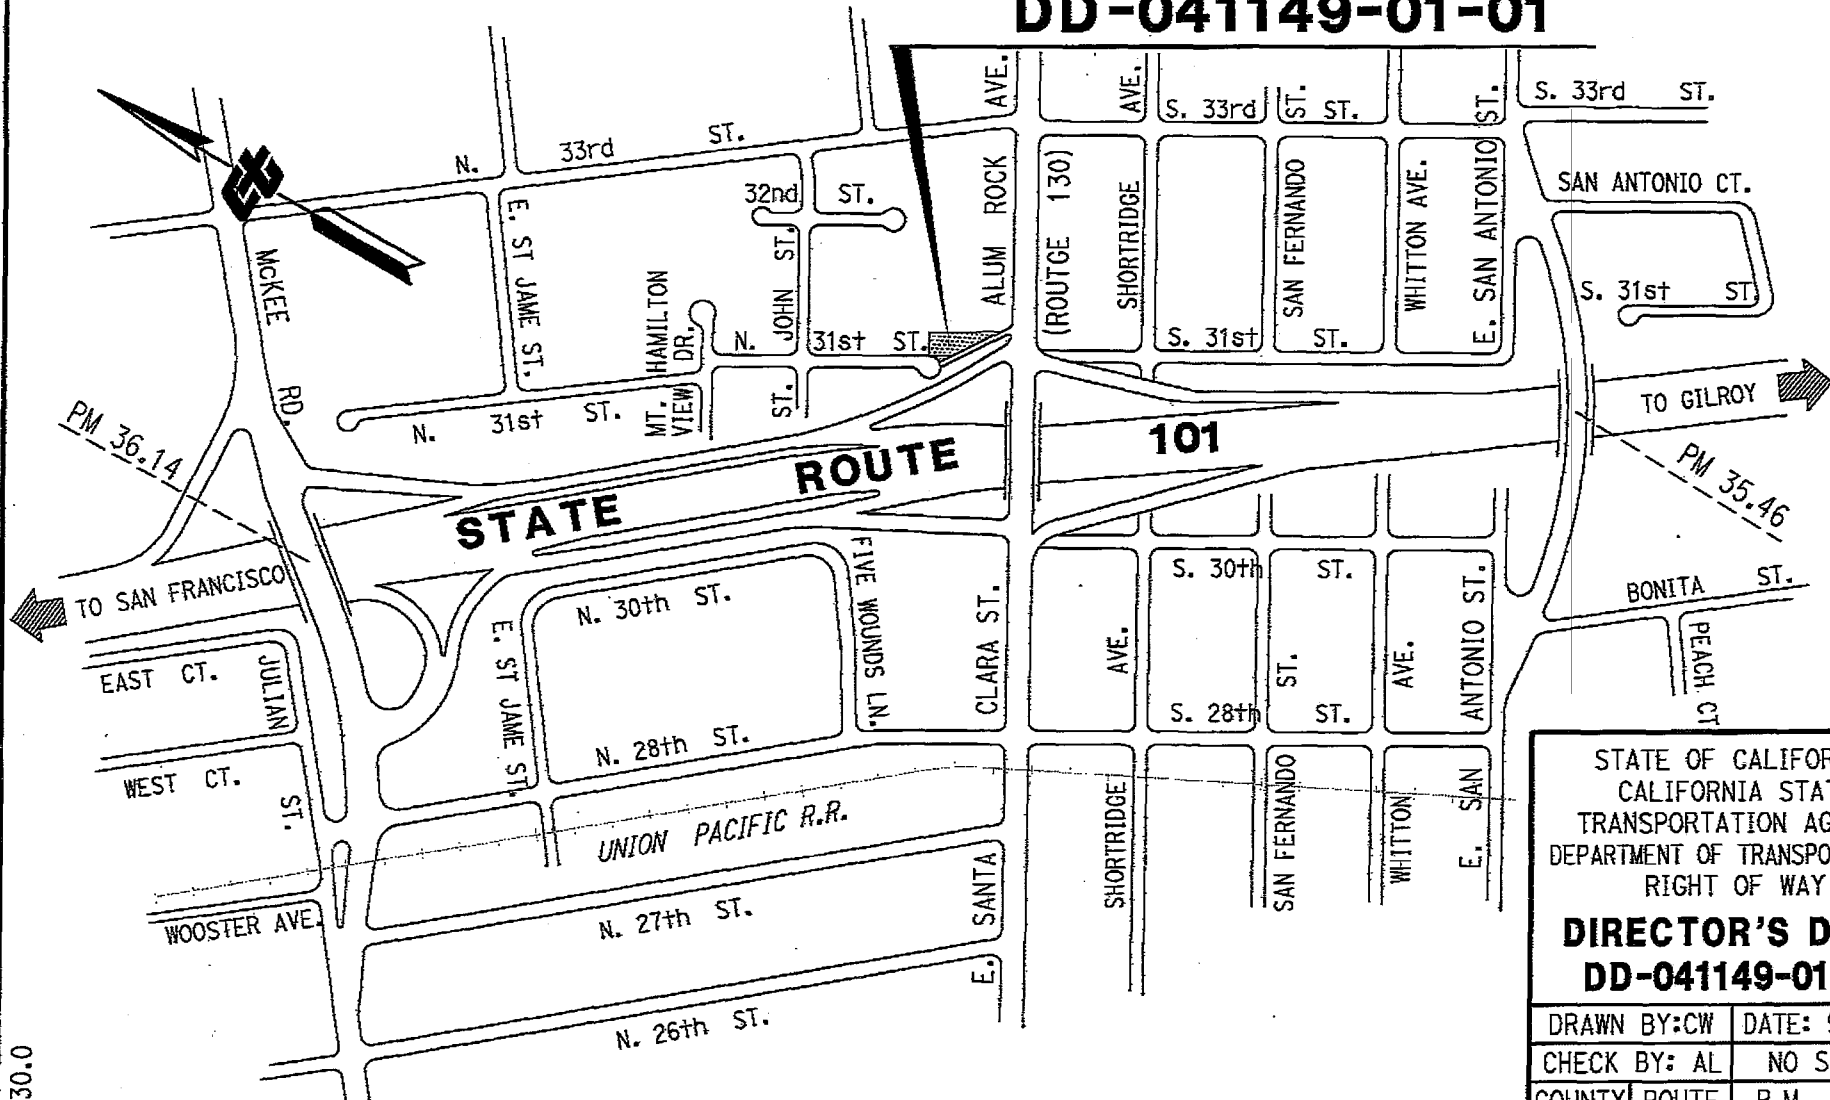 DD-041149-01-01
AVE.
AVE.
S. 33rd ST. ST.
ST.
S. 33rd ST.
N. 33rd ST.
32nd ST.
SAN ANTONIO CT.
McKEE RD.
E. ST JAME ST.
MT. HAMILTON
VIEW DR.
JOHN ST.
ST.
ALUM ROCK
(ROUTGE 130)
SHORTRIDGE
SAN FERNANDO
WHITTON AVE.
E. SAN ANTONIO
S. 31st ST.
N. 31st ST.
S. 31st ST.
N. 31st ST.
TO GILROY
PM 36.14
STATE ROUTE 101
PM 35.46
TO SAN FRANCISCO
N. 30th ST.
S. 30th ST.
BONITA ST.
PEACH CT
EAST CT.
JULIAN ST.
E. ST JAME ST.
FIVE WOUNDS LN.
CLARA ST.
AVE.
ST.
AVE.
ANTONIO ST.
S. 28th ST.
N. 28th ST.
WEST CT.
UNION PACIFIC R.R.
SHORTRIDGE
SAN FERNANDO
WHITTON
E. SAN
E. SANTA
WOOSTER AVE.
N. 27th ST.
N. 26th ST.
30.0
STATE OF CALIFOR
CALIFORNIA STAT
TRANSPORTATION AG
DEPARTMENT OF TRANSPO
RIGHT OF WAY
DIRECTOR'S D
DD-041149-01
DRAWN BY:CW DATE:
CHECK BY: AL NO S
COUNTY ROUTE P.M.